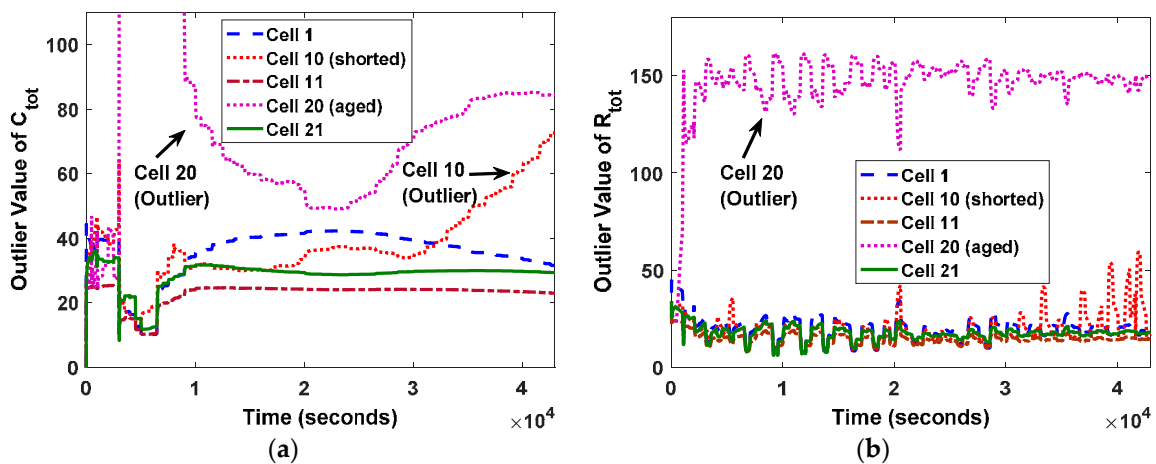 Outlier Value of C_tot
100
80
60
40
20
0
0
1
2
3
4
×10^4
Time (seconds)
Cell 1
Cell 10 (shorted)
Cell 11
Cell 20 (aged)
Cell 21
Cell 20
(Outlier)
Cell 10
(Outlier)
(a)
Outlier Value of R_tot
150
100
50
0
0
1
2
3
4
×10^4
Time (seconds)
Cell 20
(Outlier)
Cell 1
Cell 10 (shorted)
Cell 11
Cell 20 (aged)
Cell 21
(b)